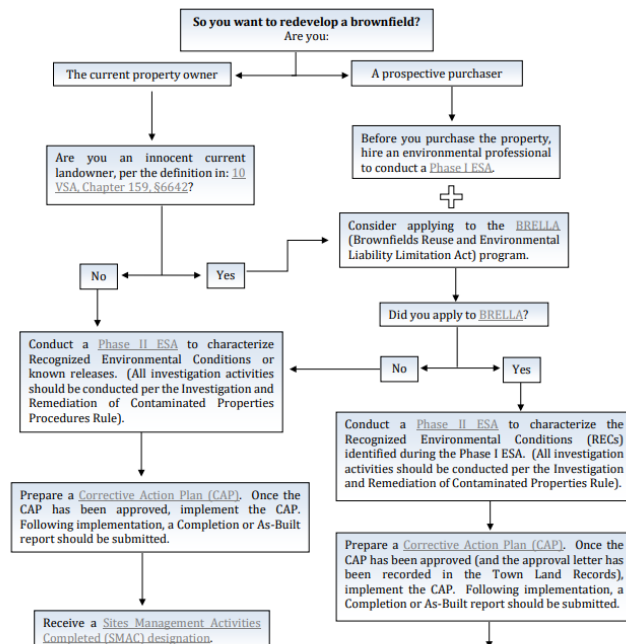 So you want to redevelop a brownfield?
Are you:
The current property owner
A prospective purchaser
Before you purchase the property,
hire an environmental professional
to conduct a Phase I ESA.
Are you an innocent current
landowner, per the definition in: 10
VSA, Chapter 159, §6642?
Consider applying to the BRELLA
(Brownfields Reuse and Environmental
Liability Limitation Act) program.
No
Yes
Did you apply to BRELLA?
Conduct a Phase II ESA to characterize
Recognized Environmental Conditions or
known releases. (All investigation activities
should be conducted per the Investigation and
Remediation of Contaminated Properties
Procedures Rule).
No
Yes
Conduct a Phase II ESA to characterize the
Recognized Environmental Conditions (RECs)
identified during the Phase I ESA. (All investigation
activities should be conducted per the Investigation
and Remediation of Contaminated Properties Rule).
Prepare a Corrective Action Plan (CAP). Once the
CAP has been approved, implement the CAP.
Following implementation, a Completion or As-Built
report should be submitted.
Prepare a Corrective Action Plan (CAP). Once the
CAP has been approved (and the approval letter has
been recorded in the Town Land Records),
implement the CAP. Following implementation, a
Completion or As-Built report should be submitted.
Receive a Sites Management Activities
Completed (SMAC) designation.